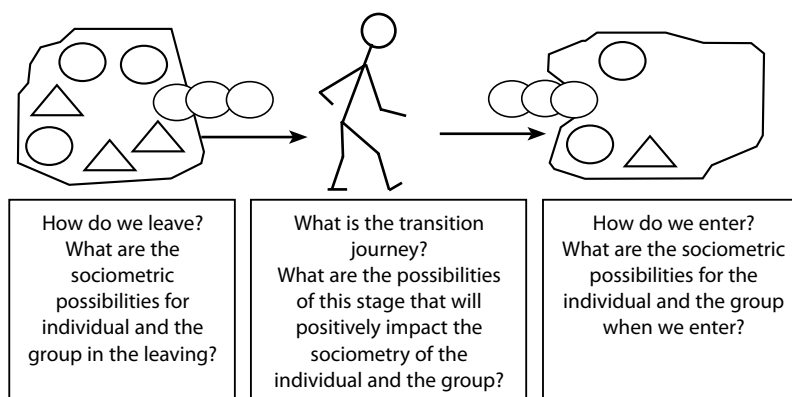 How do we leave?
What are the
sociometric
possibilities for
individual and the
group in the leaving?
What is the transition
journey?
What are the possibilities
of this stage that will
positively impact the
sociometry of the
individual and the group?
How do we enter?
What are the sociometric
possibilities for the
individual and the group
when we enter?